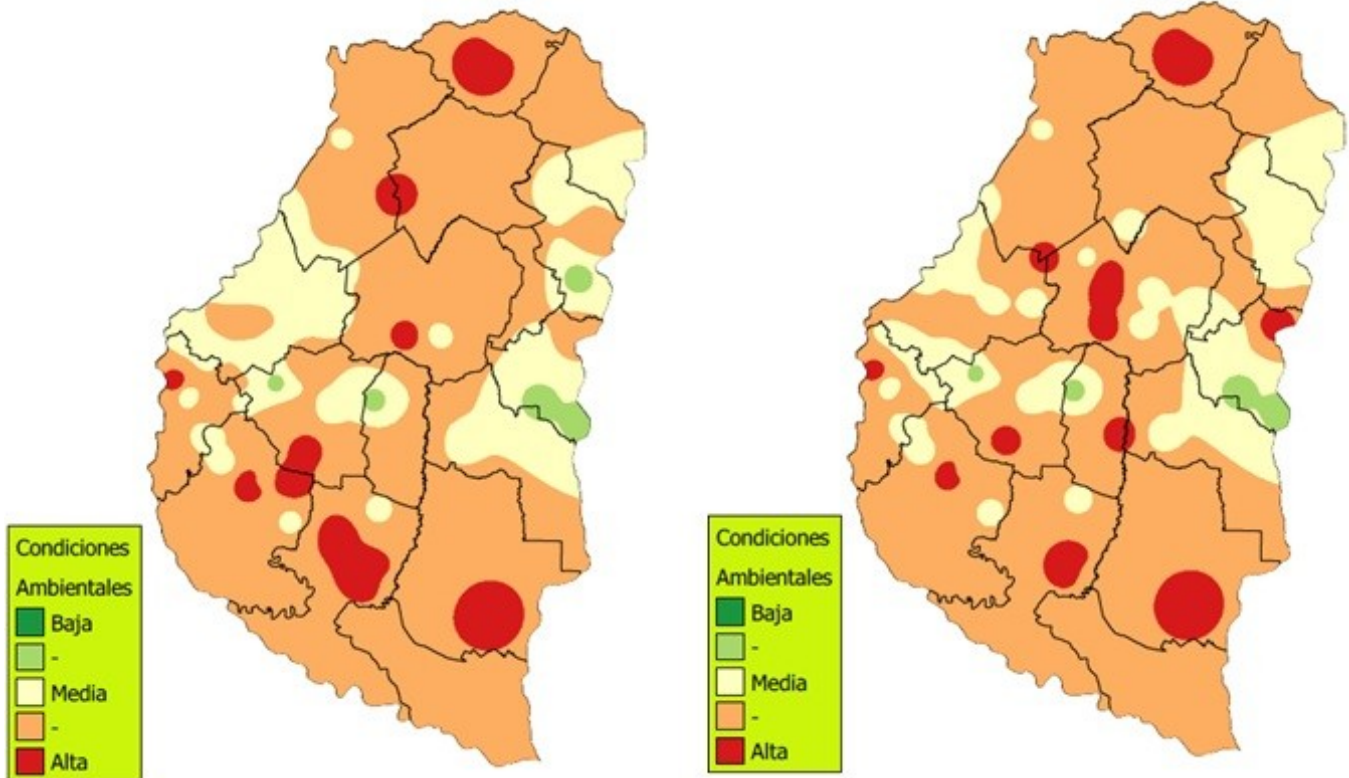 Condiciones
Ambientales
Baja
-
Media
-
Alta
Condiciones
Ambientales
Baja
-
Media
-
Alta